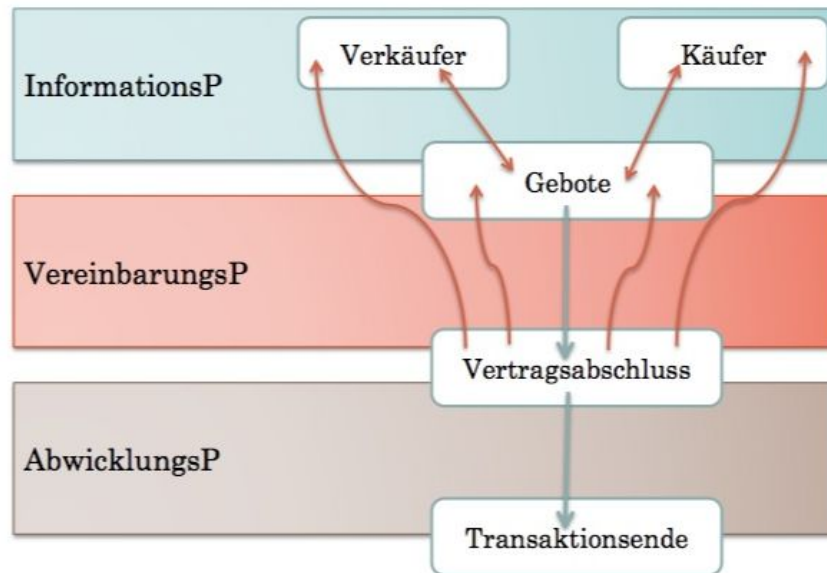 Verkäufer
Käufer
InformationsP
Gebote
VereinbarungsP
Vertragsabschluss
AbwicklungsP
Transaktionsende